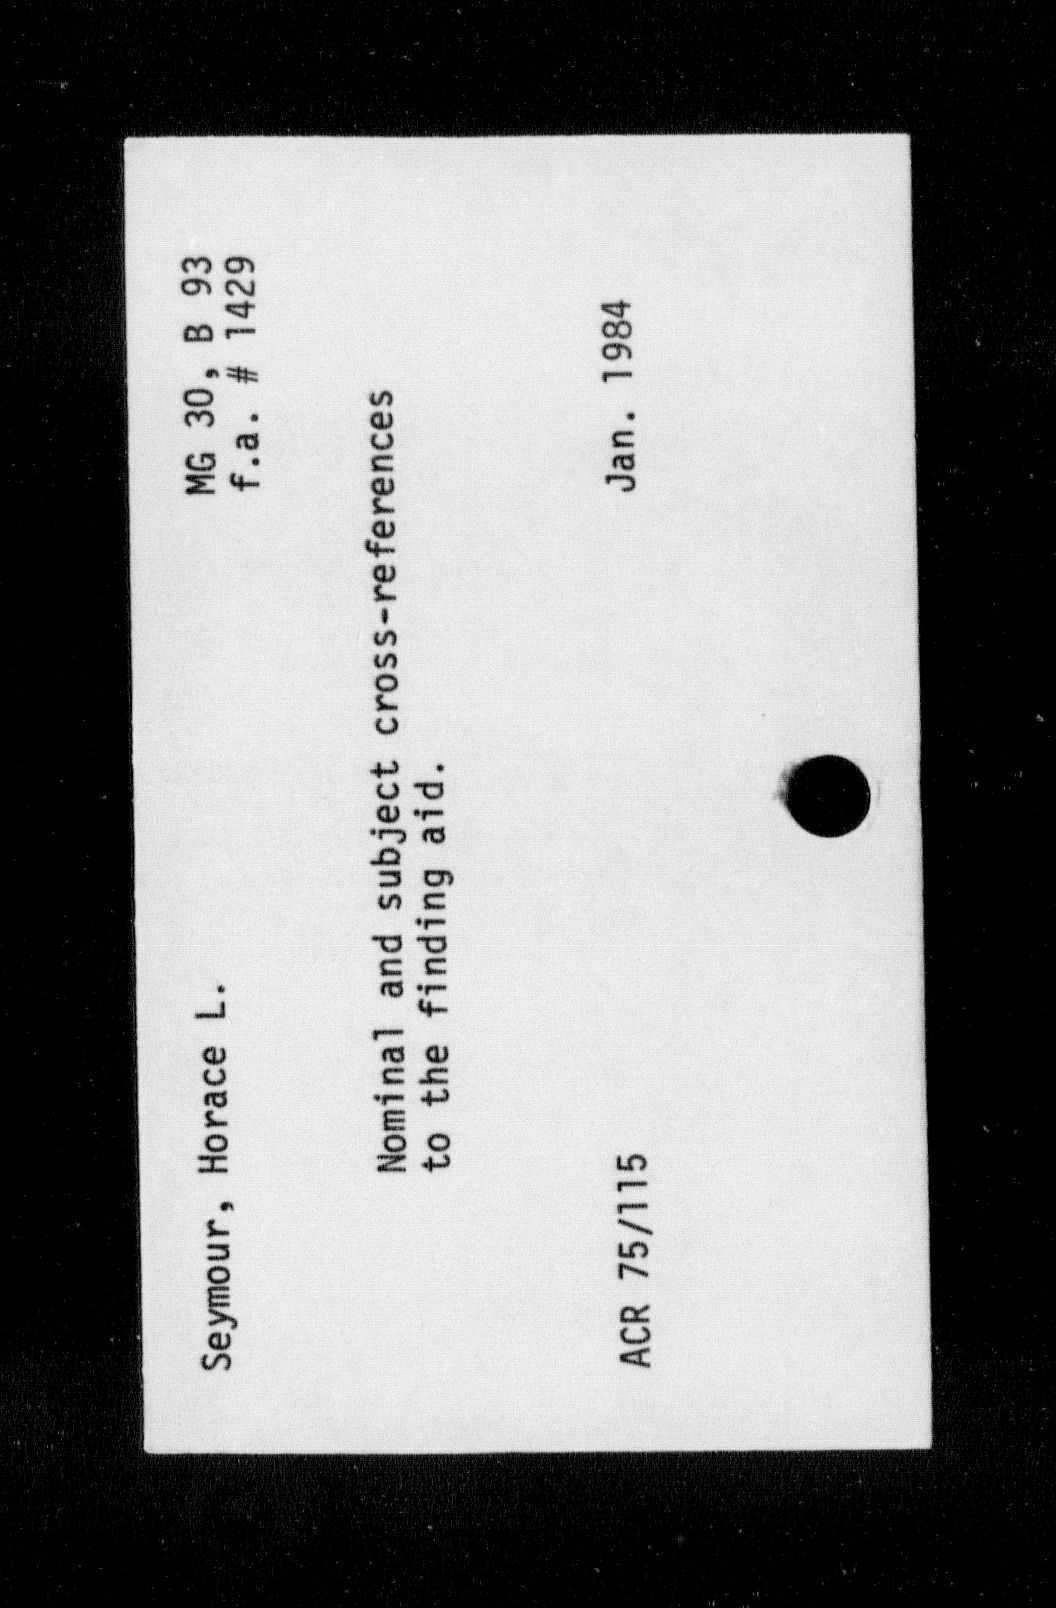 Seymour, Horace L. MG 30, B 93
f.a. # 1429
Nominal and subject cross-references
to the finding aid.
ACR 75/115 Jan. 1984